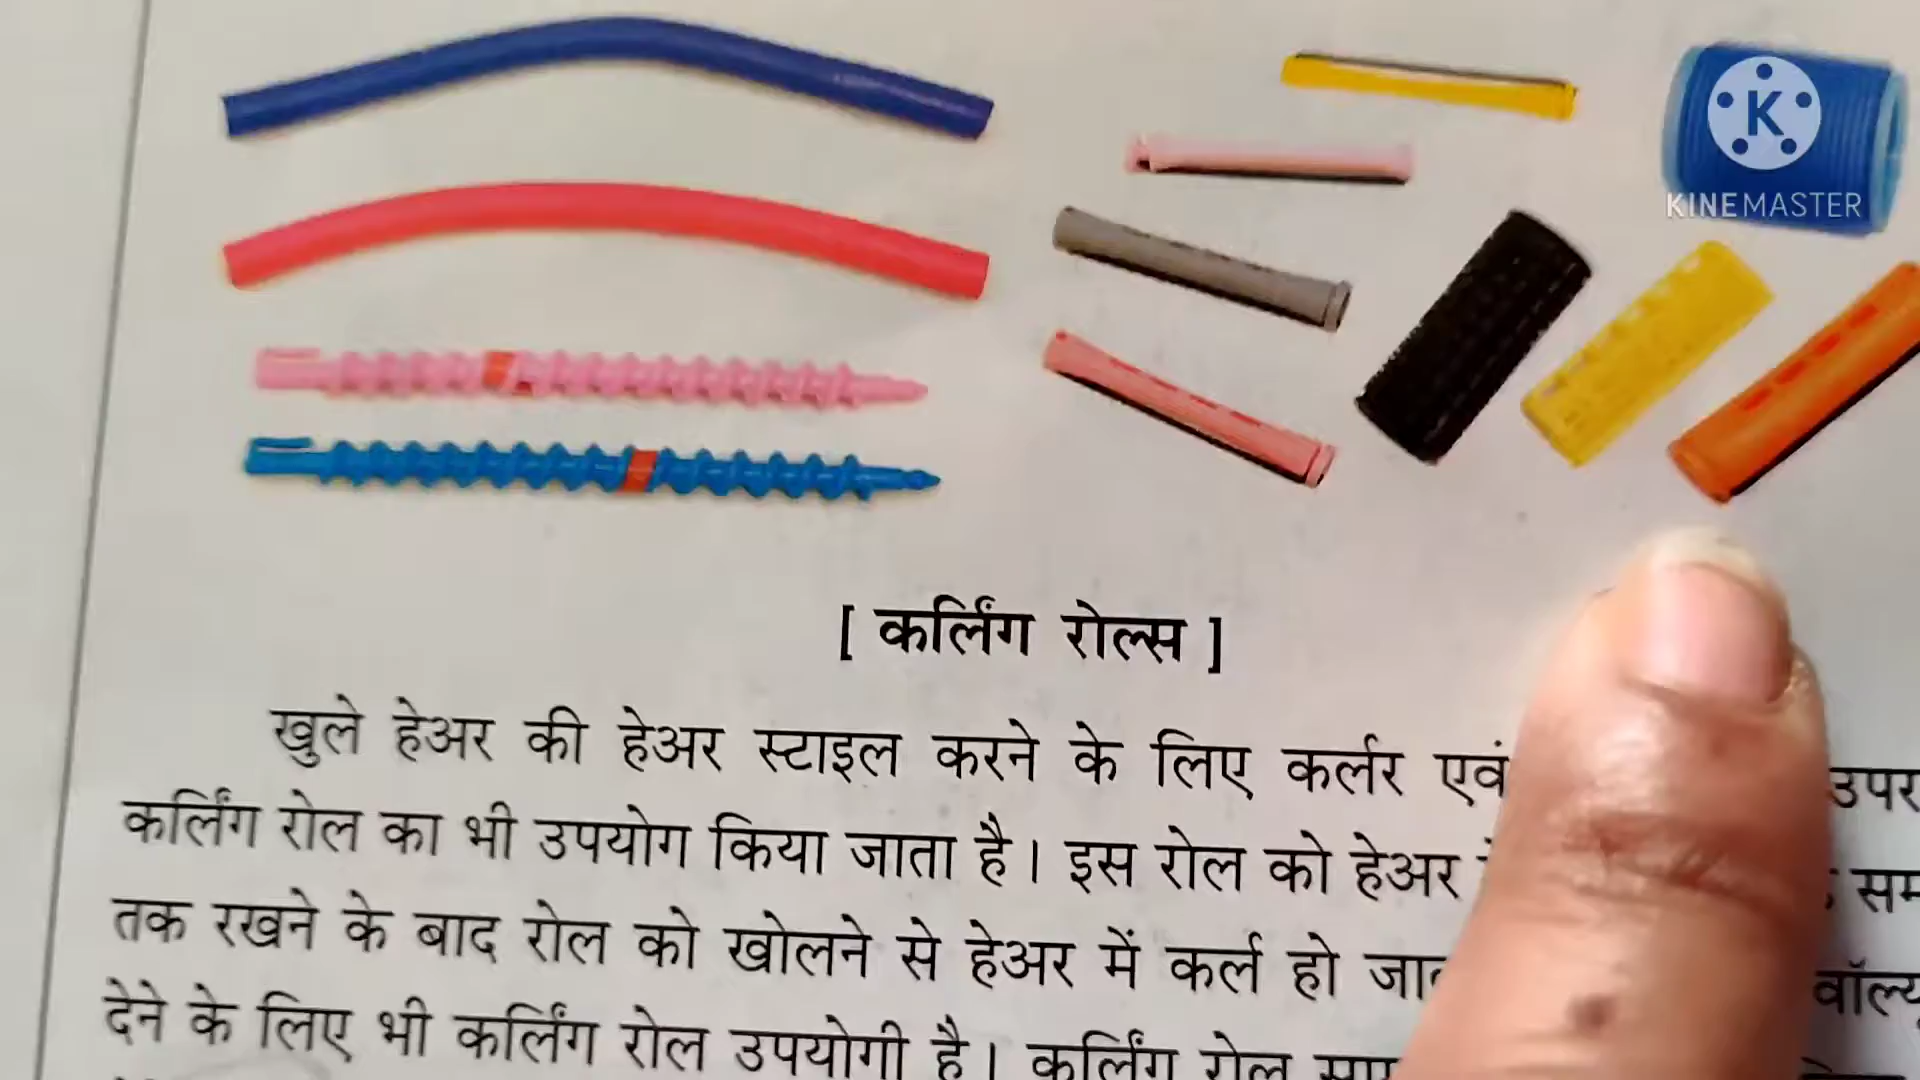 K
KINEMASTER
[ कर्लिंग रोल्स ]
खुले हेअर की हेअर स्टाइल करने के लिए कर्लर एवं
कर्लिंग रोल का भी उपयोग किया जाता है। इस रोल को हेअर
तक रखने के बाद रोल को खोलने से हेअर में कर्ल हो
देने के लिए भी कर्लिंग रोल उपयोगी है। कर्लिंग रोल